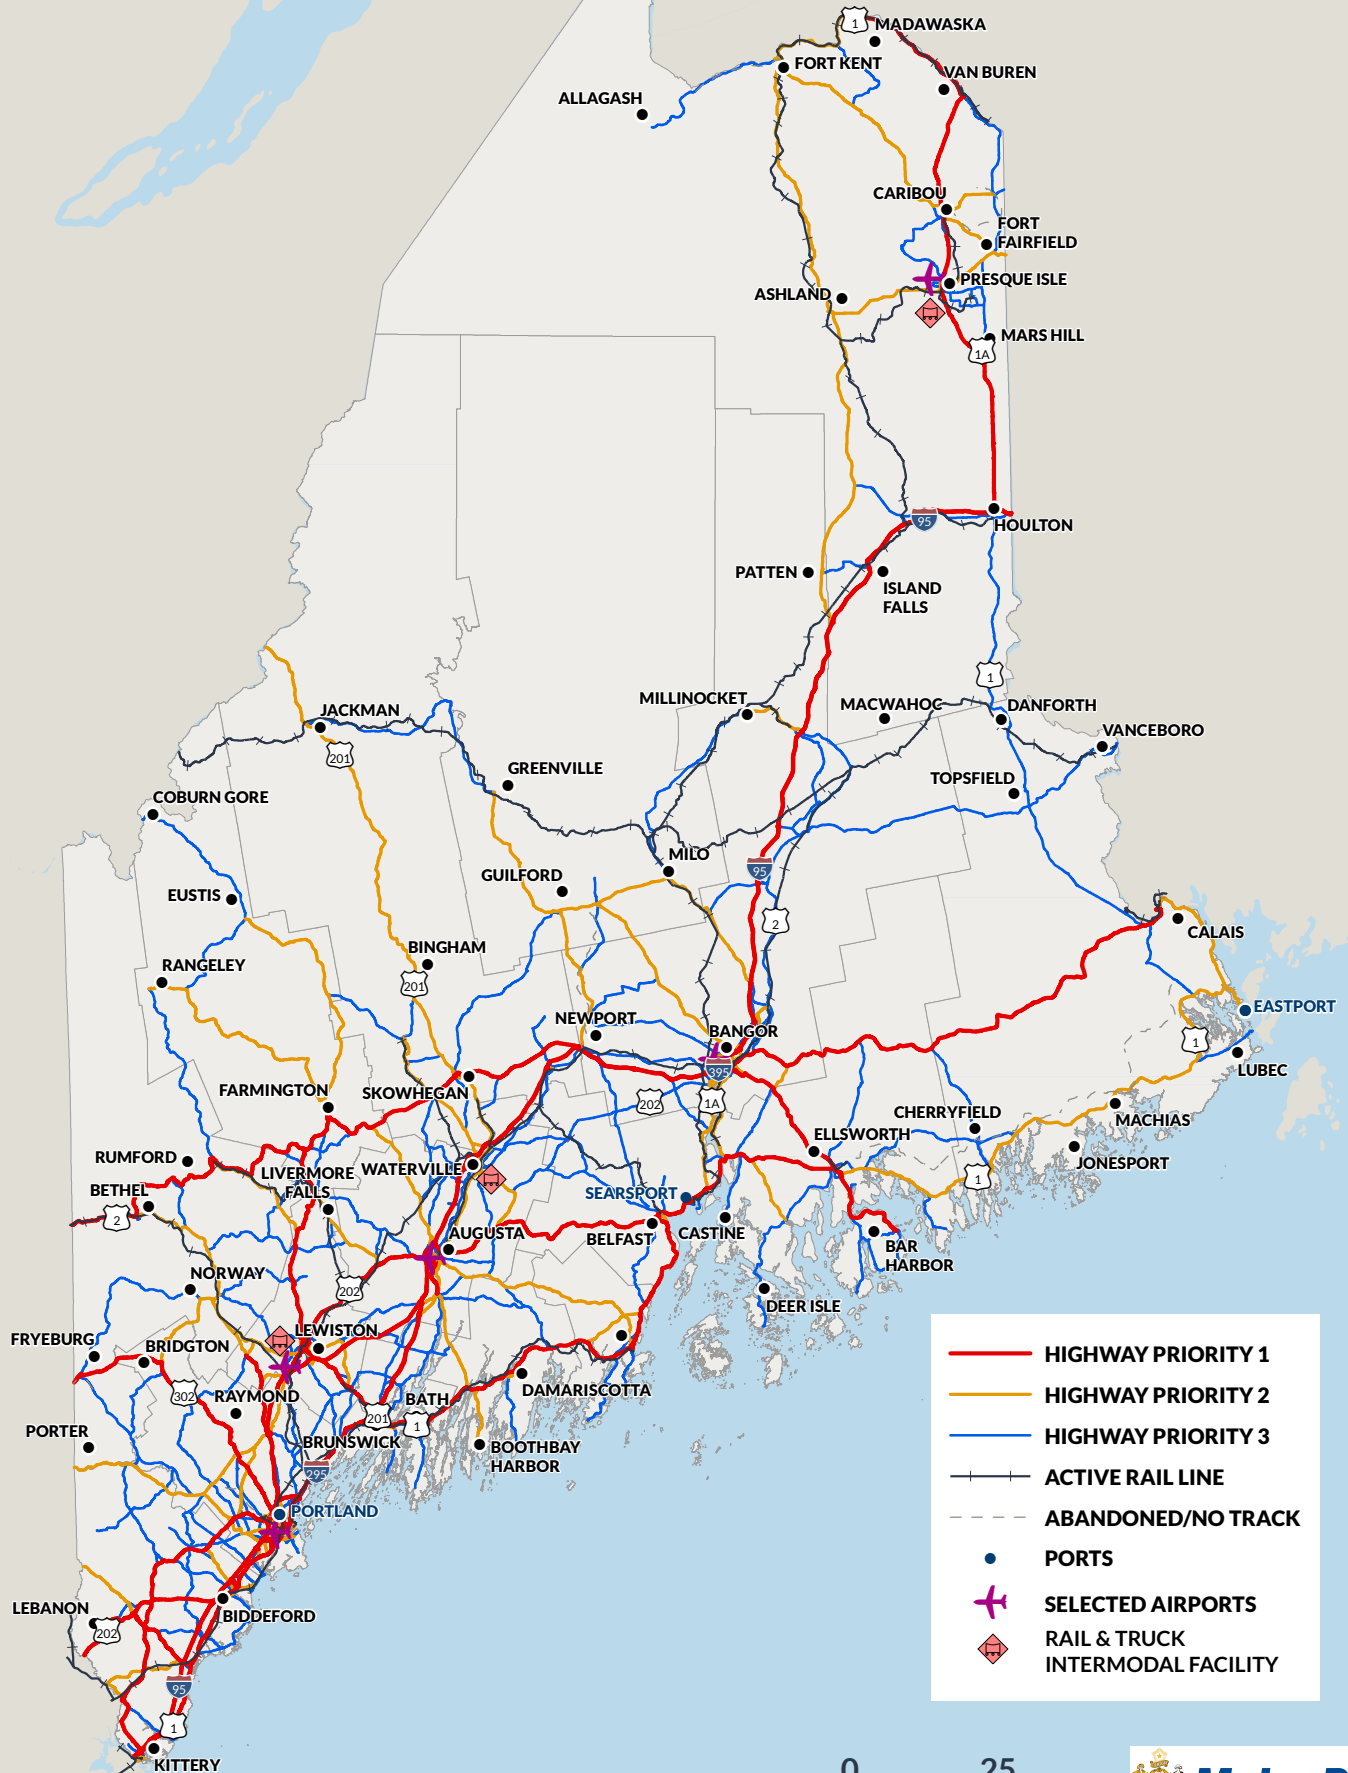 1
MADAWASKA
FORT KENT
VAN BUREN
ALLAGASH
CARIBOU
FORT
FAIRFIELD
PRESQUE ISLE
ASHLAND
MARS HILL
1A
95
HOULTON
PATTEN
ISLAND
FALLS
1
MILLINOCKET
MACWAHOC
DANFORTH
JACKMAN
VANCEBORO
201
GREENVILLE
TOPSFIELD
COBURN GORE
MILO
95
GUILFORD
EUSTIS
2
CALAIS
BINGHAM
RANGELEY
201
EASTPORT
NEWPORT
BANGOR
1
395
LUBEC
FARMINGTON
SKOWHEGAN
202
1A
CHERRYFIELD
MACHIAS
ELLSWORTH
RUMFORD
LIVERMORE
FALLS
WATERVILLE
JONESPORT
1
BETHEL
SEARSPORT
2
AUGUSTA
BELFAST
CASTINE
BAR
HARBOR
NORWAY
202
DEER ISLE
FRYEBURG
BRIDGTON
LEWISTON
302
RAYMOND
DAMARISCOTTA
BATH
201
1
PORTER
BRUNSWICK
BOOTHBAY
HARBOR
295
PORTLAND
LEBANON
202
BIDDEFORD
95
1
KITTERY
HIGHWAY PRIORITY 1
HIGHWAY PRIORITY 2
HIGHWAY PRIORITY 3
ACTIVE RAIL LINE
ABANDONED/NO TRACK
PORTS
SELECTED AIRPORTS
RAIL & TRUCK
INTERMODAL FACILITY
0 25